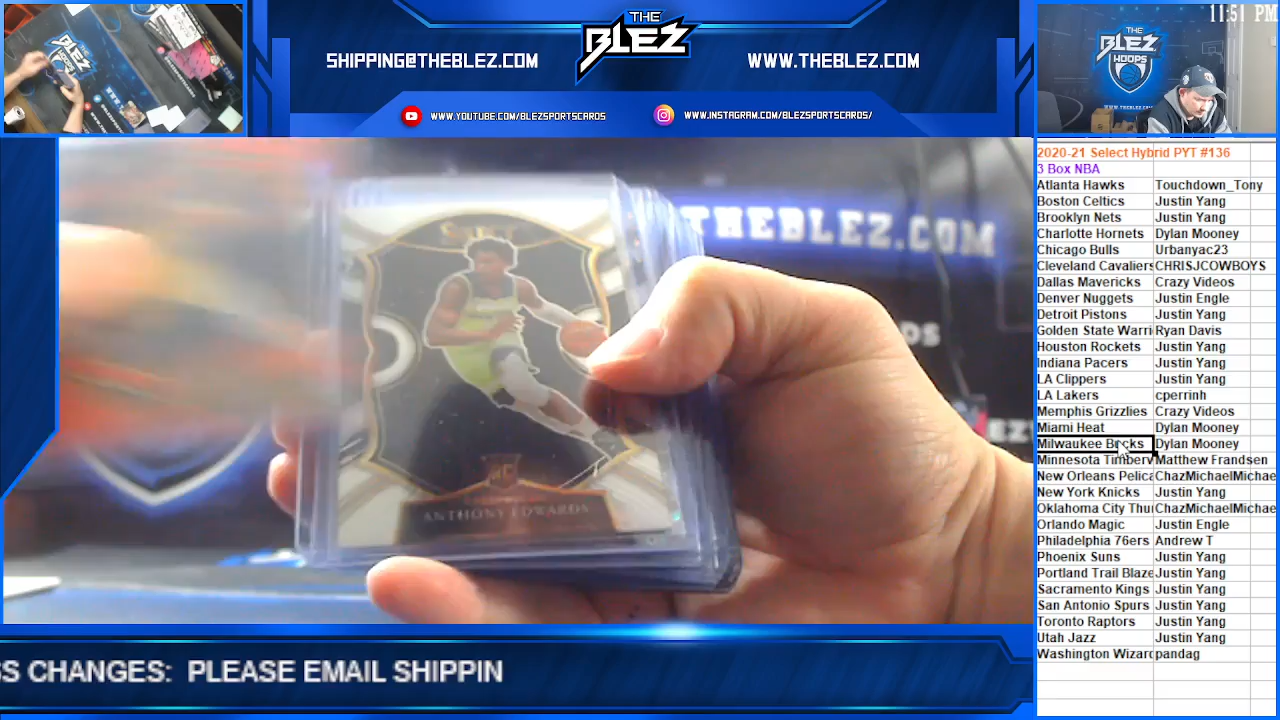 11:51 PM
THE
BLEZ
SHIPPING@THEBLEZ.COM
WWW.THEBLEZ.COM
WWW.YOUTUBE.COM/BLEZSPORTSCARDS
WWW.INSTAGRAM.COM/BLEZSPORTSCARDS/
THE
BLEZ
HOOPS
BLEZ
THEBLEZ.COM
SELECT
RC
ANTHONY EDWARDS
2020-21 Select Hybrid PYT #136
3 Box NBA
Atlanta Hawks Touchdown_Tony
Boston Celtics Justin Yang
Brooklyn Nets Justin Yang
Charlotte Hornets Dylan Mooney
Chicago Bulls Urbanyac23
Cleveland Cavaliers CHRISJCOWBOYS
Dallas Mavericks Crazy Videos
Denver Nuggets Justin Engle
Detroit Pistons Justin Yang
Golden State Warri Ryan Davis
Houston Rockets Justin Yang
Indiana Pacers Justin Yang
LA Clippers Justin Yang
LA Lakers cperrinh
Memphis Grizzlies Crazy Videos
Miami Heat Dylan Mooney
Milwaukee Bucks Dylan Mooney
Minnesota Timberv Matthew Frandsen
New Orleans Pelica ChazMichaelMichae
New York Knicks Justin Yang
Oklahoma City Thu ChazMichaelMichae
Orlando Magic Justin Engle
Philadelphia 76ers Andrew T
Phoenix Suns Justin Yang
Portland Trail Blaze Justin Yang
Sacramento Kings Justin Yang
San Antonio Spurs Justin Yang
Toronto Raptors Justin Yang
Utah Jazz Justin Yang
Washington Wizard pandag
SS CHANGES: PLEASE EMAIL SHIPPIN